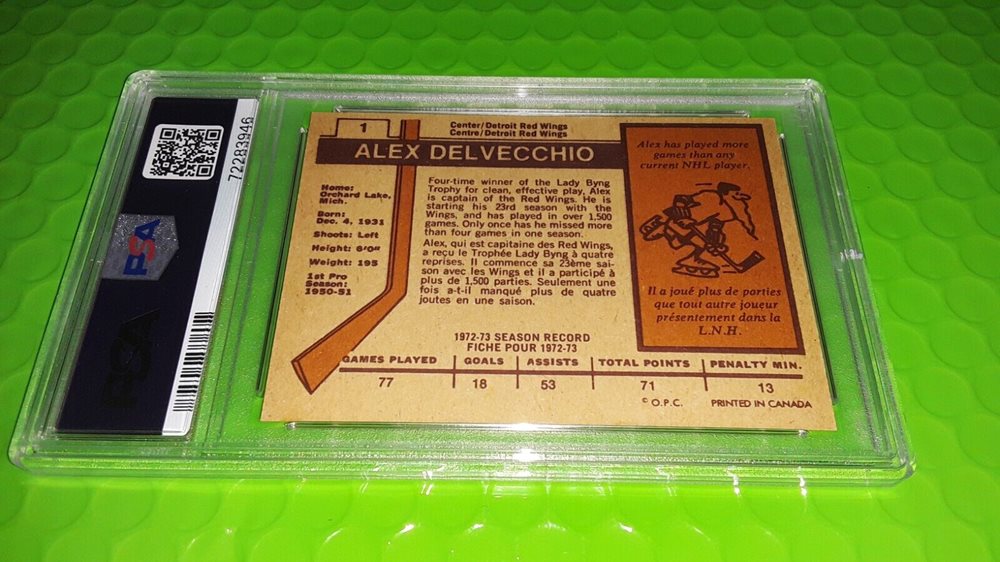 72283946
PSA
PSA
1
Center/Detroit Red Wings
Centre/Detroit Red Wings
ALEX DELVECCHIO
Home:
Orchard Lake,
Mich.
Born:
Dec. 4, 1931
Shoots: Left
Height: 6'0"
Weight: 195
1st Pro
Season:
1950-51
Four-time winner of the Lady Byng
Trophy for clean, effective play, Alex
is captain of the Red Wings. He is
starting his 23rd season with the
Wings, and has played in over 1,500
games. Only once has he missed more
than four games in one season.
Alex, qui est capitaine des Red Wings,
a reçu le Trophée Lady Byng à quatre
reprises. Il commence sa 23ème sai-
son avec les Wings et il a participé à
plus de 1,500 parties. Seulement une
fois a-t-il manqué plus de quatre
joutes en une saison.
Alex has played more
games than any
current NHL player.
Il a joué plus de parties
que tout autre joueur
présentement dans la
L.N.H.
1972-73 SEASON RECORD
FICHE POUR 1972-73
GAMES PLAYED GOALS ASSISTS TOTAL POINTS PENALTY MIN.
77 18 53 71 13
© O.P.C. PRINTED IN CANADA